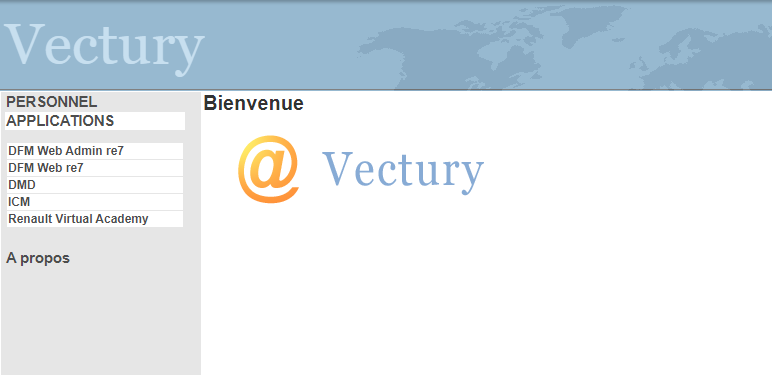 Vectury
PERSONNEL
APPLICATIONS
DFM Web Admin re7
DFM Web re7
DMD
ICM
Renault Virtual Academy
A propos
Bienvenue
@ Vectury